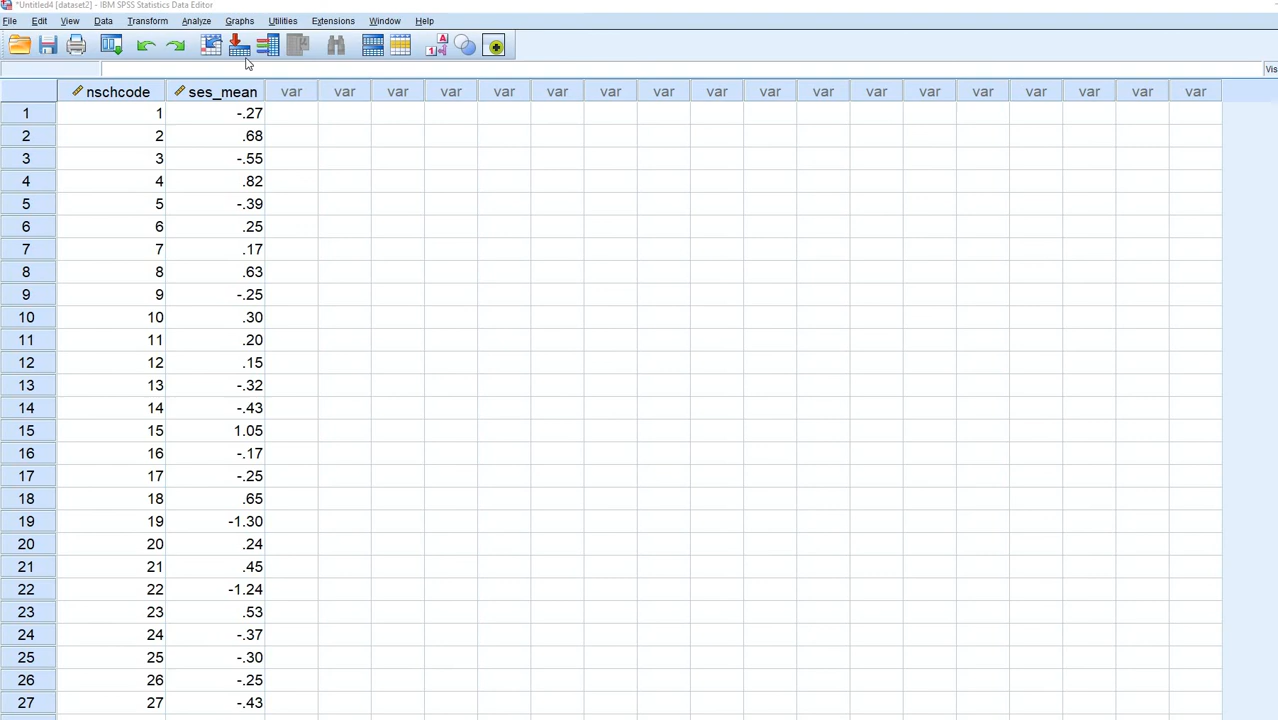 *Untitled4 [dataset2] - IBM SPSS Statistics Data Editor
File Edit View Data Transform Analyze Graphs Utilities Extensions Window Help
Vis
nschcode ses_mean var var var var var var var var var var var var var var var var var var
1 1 -.27
2 2 .68
3 3 -.55
4 4 .82
5 5 -.39
6 6 .25
7 7 .17
8 8 .63
9 9 -.25
10 10 .30
11 11 .20
12 12 .15
13 13 -.32
14 14 -.43
15 15 1.05
16 16 -.17
17 17 -.25
18 18 .65
19 19 -1.30
20 20 .24
21 21 .45
22 22 -1.24
23 23 .53
24 24 -.37
25 25 -.30
26 26 -.25
27 27 -.43